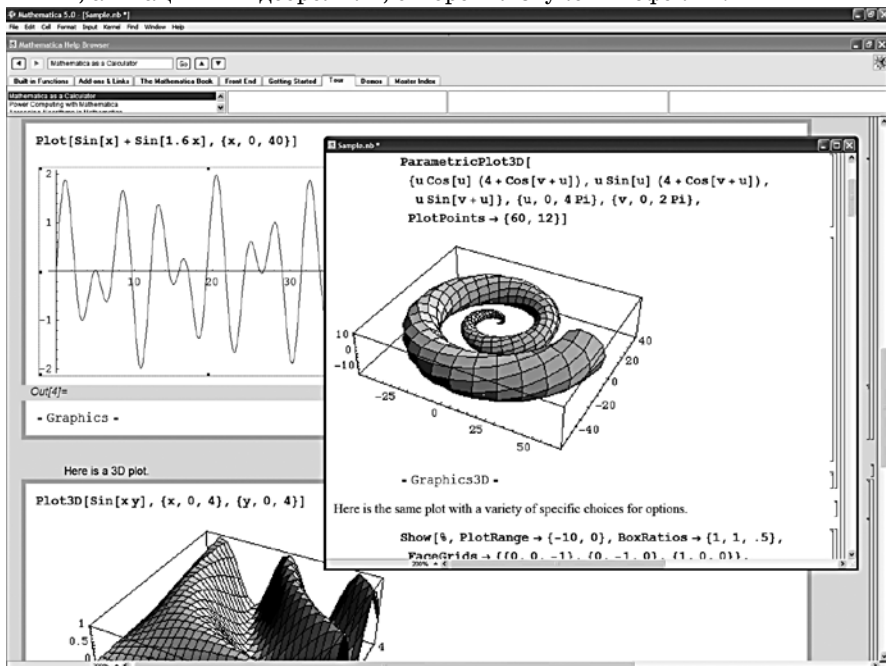 Mathematica 5.0 - [Sample.nb *]
File Edit Cell Format Input Kernel Find Window Help
Mathematica Help Browser
Mathematica as a Calculator Go
Built-in Functions Add-ons & Links The Mathematica Book Front End Getting Started Tour Demos Master Index
Mathematica as a Calculator
Power Computing with Mathematica
Accessing Algorithms in Mathematica
Plot[Sin[x] + Sin[1.6 x], {x, 0, 40}]
2
1
10 20 30
-1
-2
Out[4]=
- Graphics -
Here is a 3D plot.
Plot3D[Sin[x y], {x, 0, 4}, {y, 0, 4}]
1
0.5
0
4
200%
Sample.nb *
ParametricPlot3D[
{u Cos[u] (4 + Cos[v + u]), u Sin[u] (4 + Cos[v + u]),
u Sin[v + u]}, {u, 0, 4 Pi}, {v, 0, 2 Pi},
PlotPoints → {60, 12}]
10
0
-10
-25
0
25
50
40
20
0
-20
-40
- Graphics3D -
Here is the same plot with a variety of specific choices for options.
Show[%, PlotRange → {-10, 0}, BoxRatios → {1, 1, .5},
FaceGrids → {{0, 0, -1}, {0, -1, 0}, {1, 0, 0}},
200%